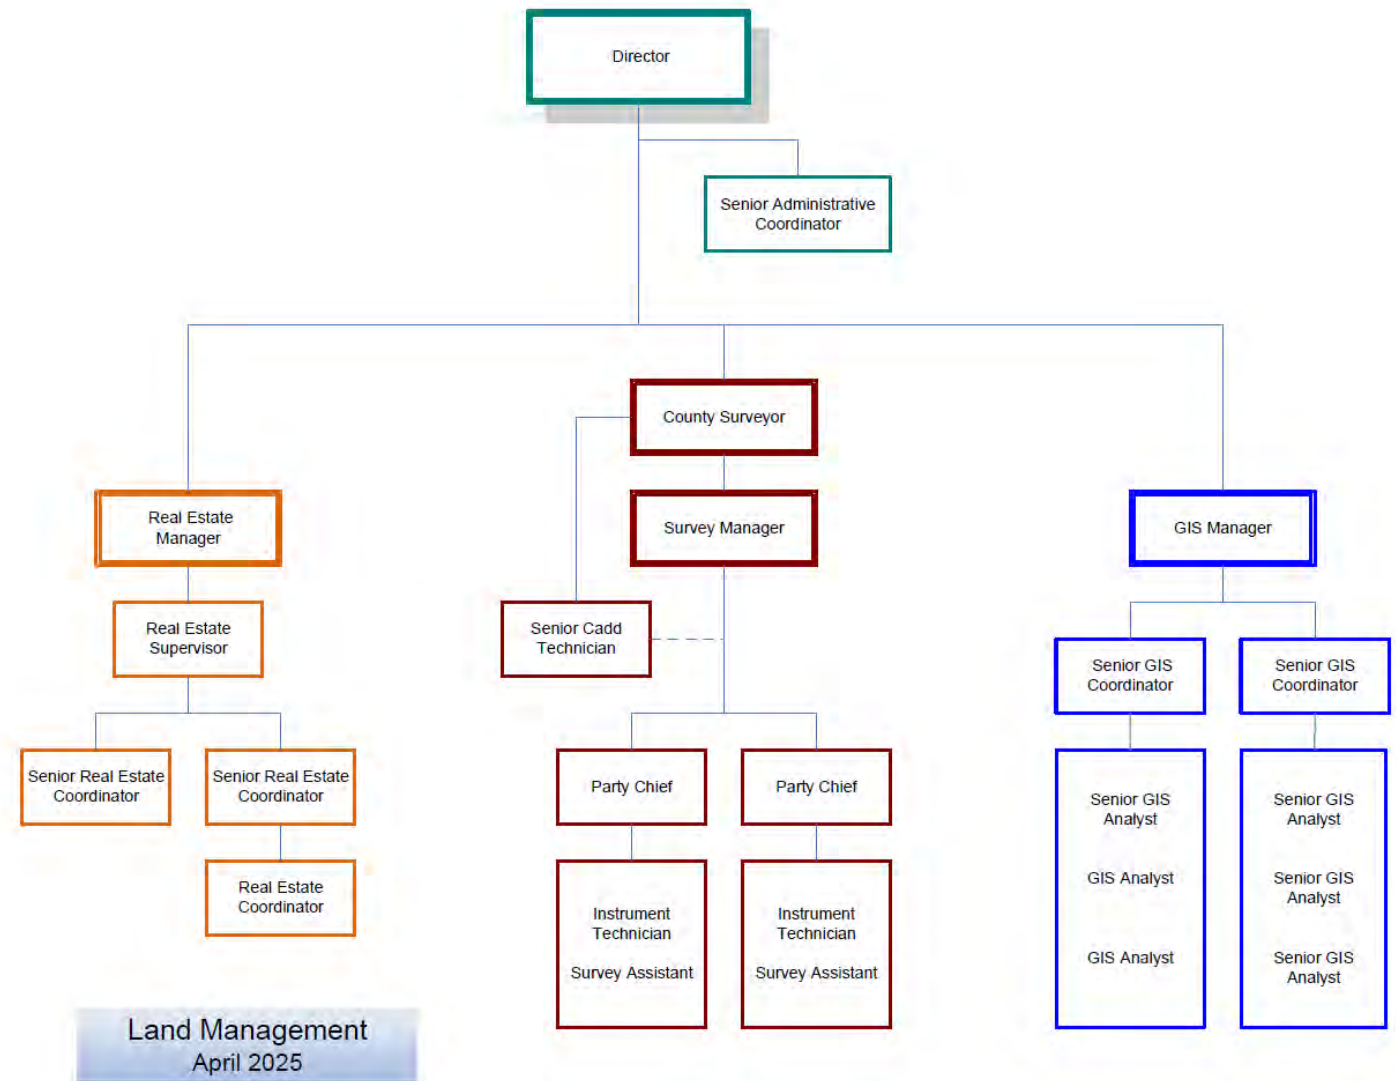 Director
Senior Administrative
Coordinator
County Surveyor
Real Estate
Manager
Survey Manager
GIS Manager
Real Estate
Supervisor
Senior Cadd
Technician
Senior GIS
Coordinator
Senior GIS
Coordinator
Senior Real Estate
Coordinator
Senior Real Estate
Coordinator
Party Chief
Party Chief
Real Estate
Coordinator
Instrument
Technician
Survey Assistant
Instrument
Technician
Survey Assistant
Senior GIS
Analyst
GIS Analyst
GIS Analyst
Senior GIS
Analyst
Senior GIS
Analyst
Senior GIS
Analyst
Land Management
April 2025